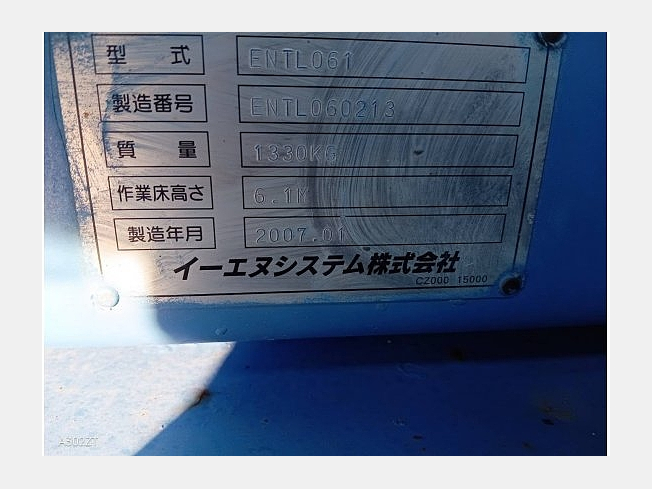 型 式 ENTL061
製造番号 ENTL060213
質 量 1330KG
作業床高さ 6.1M
製造年月 2007.01
イーエヌシステム株式会社
CZ000 15000
A3022T